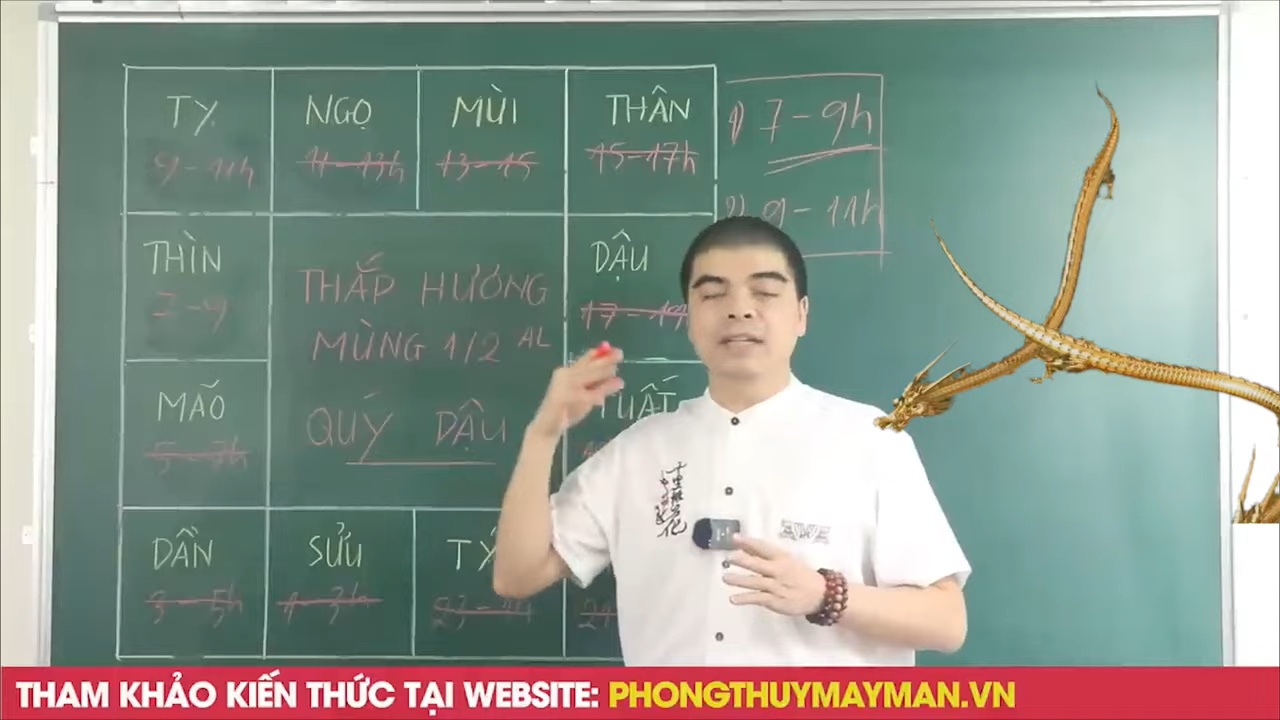 TỴ NGỌ MÙI THÂN
9-11h 11-13h 13-15 15-17h
1) 7-9h
2) 9-11h
THÌN DẬU
7-9 17-19
THẮP HƯƠNG
MÙNG 1/2 AL
QUÝ DẬU
MÃO TUẤT
5-7h
DẦN SỬU TÝ
3-5h 1-3h
THAM KHẢO KIẾN THỨC TẠI WEBSITE: PHONGTHUYMAYMAN.VN